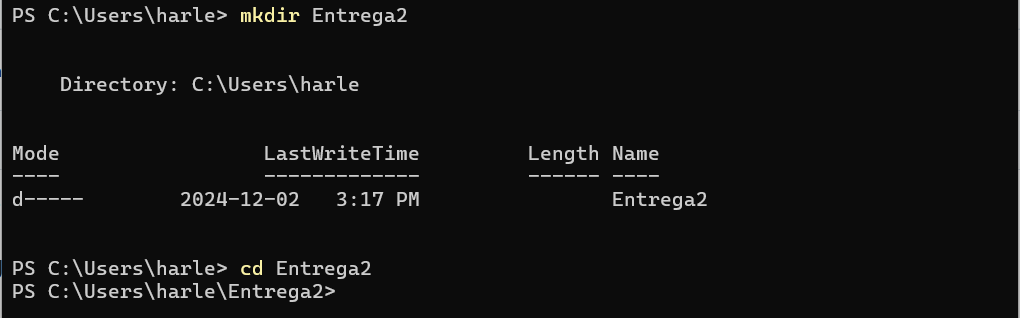 PS C:\Users\harle> mkdir Entrega2
Directory: C:\Users\harle
Mode LastWriteTime Length Name
---- ------------- ------ ----
d----- 2024-12-02 3:17 PM Entrega2
PS C:\Users\harle> cd Entrega2
PS C:\Users\harle\Entrega2>